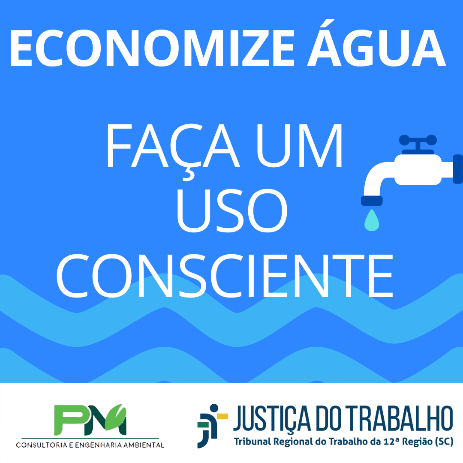 ECONOMIZE ÁGUA
FAÇA UM
USO
CONSCIENTE
PM
CONSULTORIA E ENGENHARIA AMBIENTAL
JUSTIÇA DO TRABALHO
Tribunal Regional do Trabalho da 12ª Região (SC)